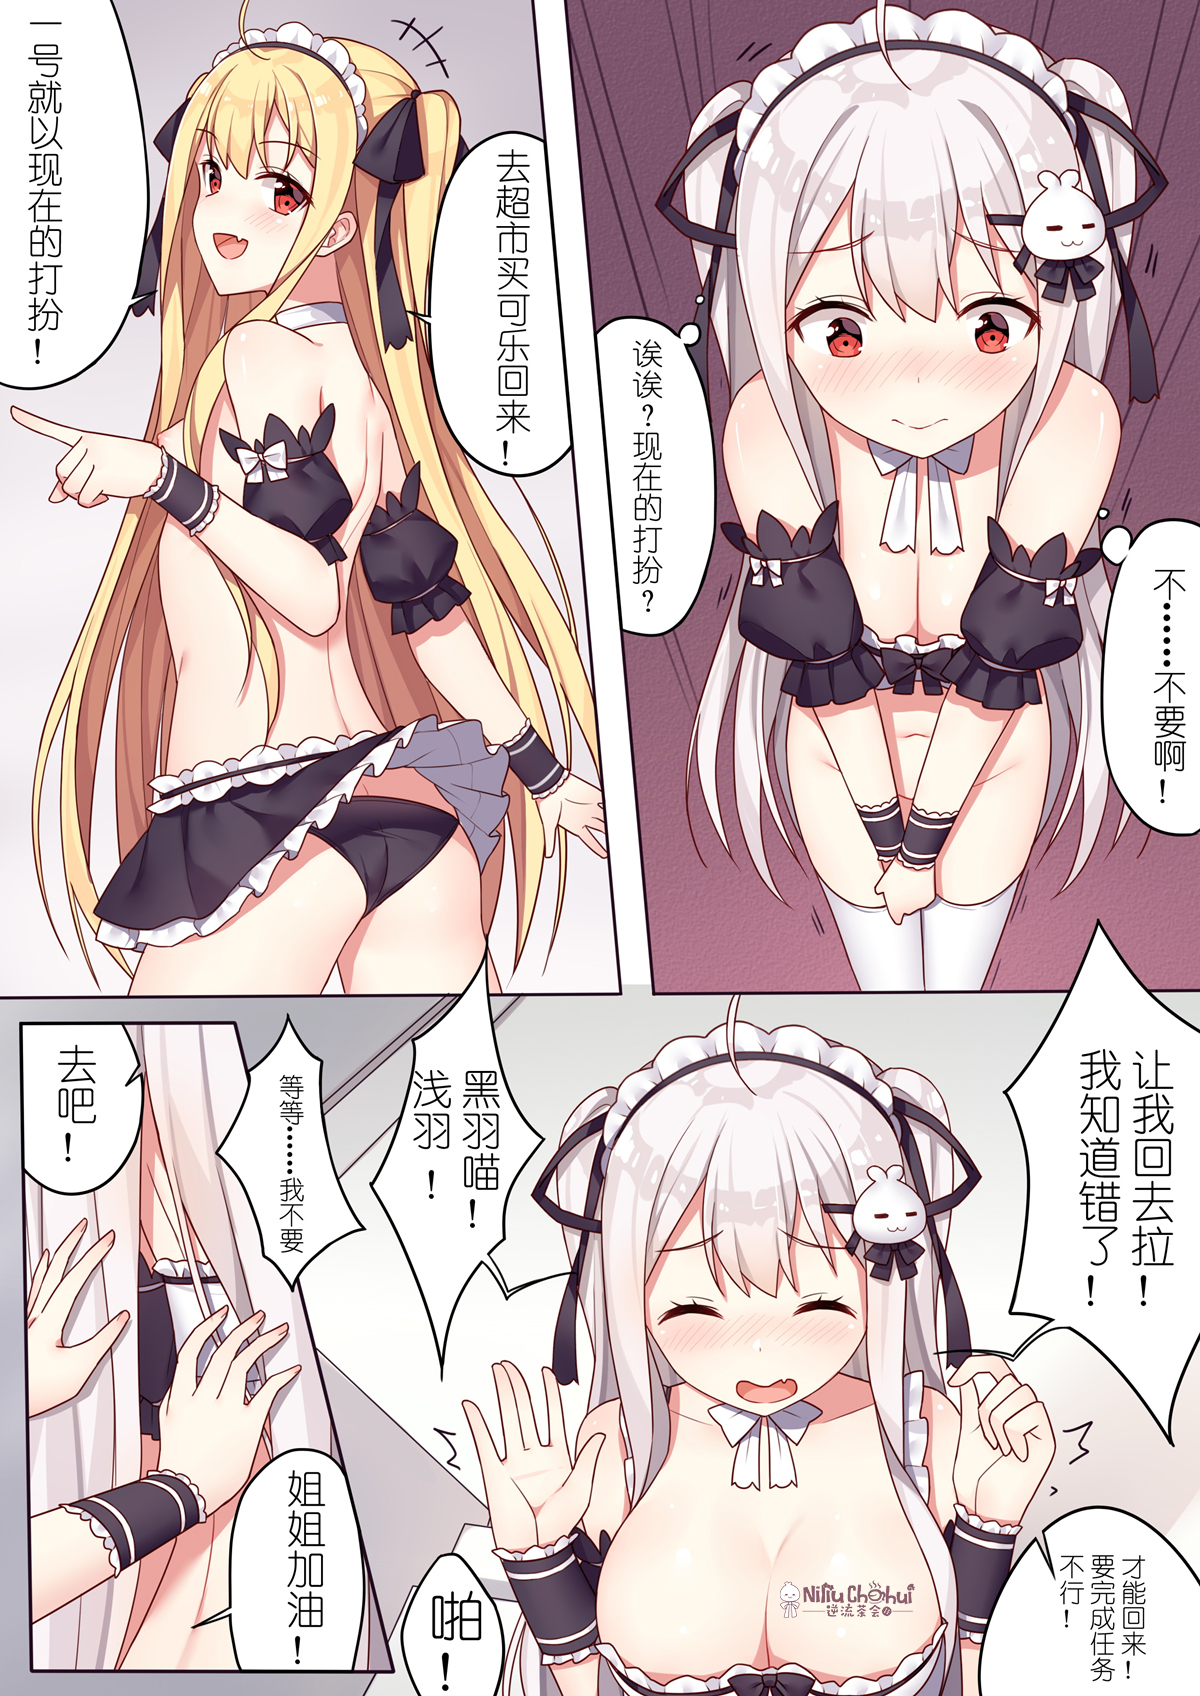 一号就以现在的打扮！
去超市买可乐回来！
诶诶？现在的打扮？
不……不要啊！
去吧！
等等……我不要
姐姐加油！
黑羽喵！
浅羽！
让我回去拉！
我知道错了！
啪！
才能回来！
要完成任务
不行！
Niliu Chahui
逆流茶会